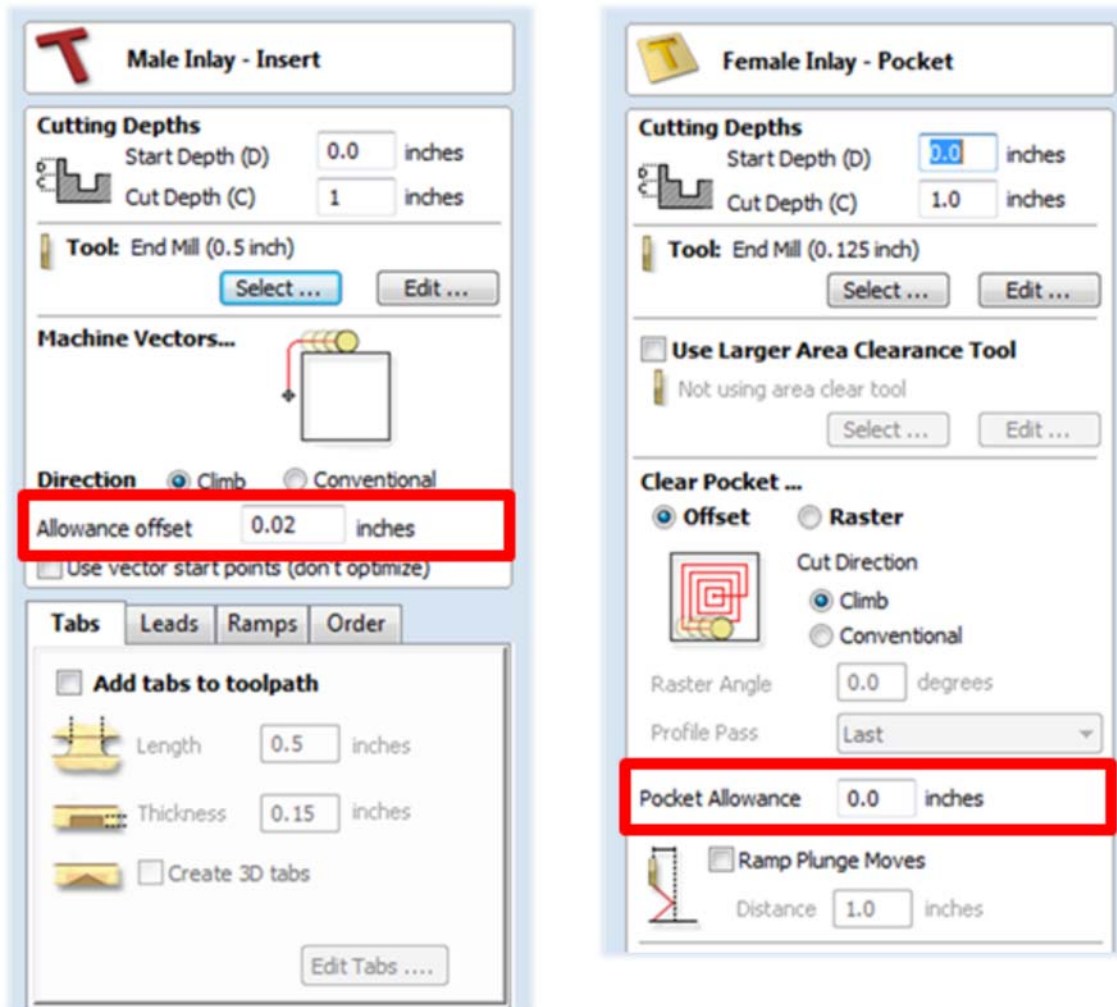 Male Inlay - Insert
Cutting Depths
Start Depth (D) 0.0 inches
Cut Depth (C) 1 inches
Tool: End Mill (0.5 inch)
Select ... Edit ...
Machine Vectors...
Direction Climb Conventional
Allowance offset 0.02 inches
Use vector start points (don't optimize)
Tabs Leads Ramps Order
Add tabs to toolpath
Length 0.5 inches
Thickness 0.15 inches
Create 3D tabs
Edit Tabs ....
Female Inlay - Pocket
Cutting Depths
Start Depth (D) 0.0 inches
Cut Depth (C) 1.0 inches
Tool: End Mill (0.125 inch)
Select ... Edit ...
Use Larger Area Clearance Tool
Not using area clear tool
Select ... Edit ...
Clear Pocket ...
Offset Raster
Cut Direction
Climb
Conventional
Raster Angle 0.0 degrees
Profile Pass Last
Pocket Allowance 0.0 inches
Ramp Plunge Moves
Distance 1.0 inches